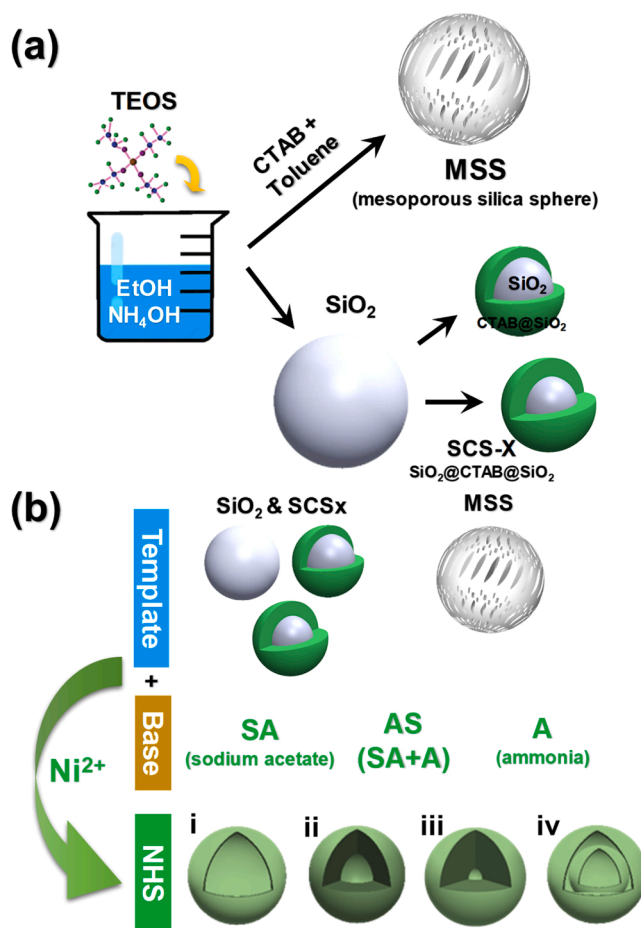 (a)
TEOS
CTAB +
Toluene
MSS
(mesoporous silica sphere)
EtOH
NH₄OH
SiO₂
SiO₂
CTAB@SiO₂
SCS-X
SiO₂@CTAB@SiO₂
(b)
Template
SiO₂ & SCSx
MSS
+
Base
SA
(sodium acetate)
AS
(SA+A)
A
(ammonia)
Ni²⁺
NHS
i
ii
iii
iv